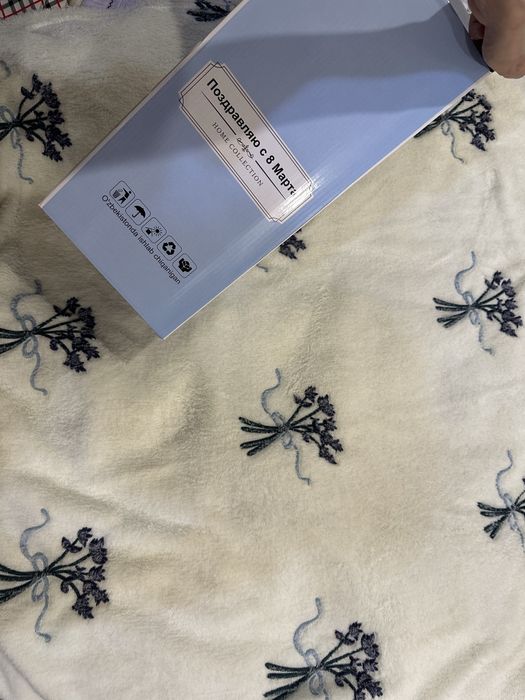 Поздравляю с 8 Марта
HOME COLLECTION
O'zbekistonda ishlab chiqarilgan